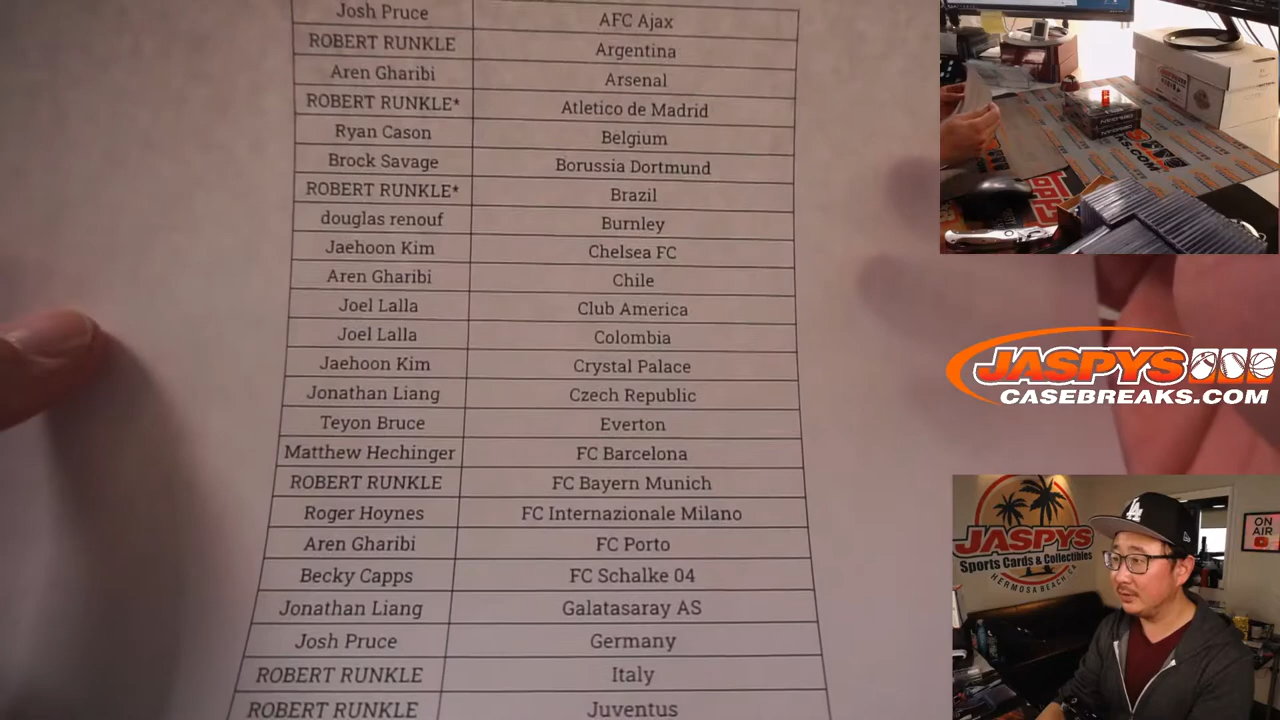 Josh Pruce AFC Ajax
ROBERT RUNKLE Argentina
Aren Gharibi Arsenal
ROBERT RUNKLE* Atletico de Madrid
Ryan Cason Belgium
Brock Savage Borussia Dortmund
ROBERT RUNKLE* Brazil
douglas renouf Burnley
Jaehoon Kim Chelsea FC
Aren Gharibi Chile
Joel Lalla Club America
Joel Lalla Colombia
Jaehoon Kim Crystal Palace
Jonathan Liang Czech Republic
Teyon Bruce Everton
Matthew Hechinger FC Barcelona
ROBERT RUNKLE FC Bayern Munich
Roger Hoynes FC Internazionale Milano
Aren Gharibi FC Porto
Becky Capps FC Schalke 04
Jonathan Liang Galatasaray AS
Josh Pruce Germany
ROBERT RUNKLE Italy
ROBERT RUNKLE Juventus
BREAKS.COM
Topps
JASPYS
CASEBREAKS.COM
JASPYS
Sports Cards & Collectibles
HERMOSA BEACH, CA
LA
ON
AIR